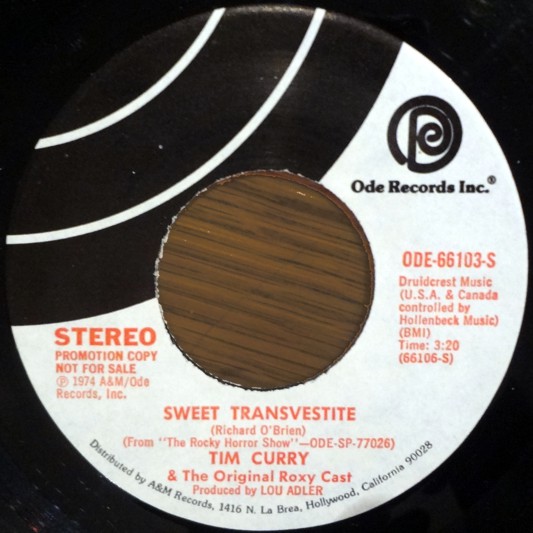 Ode Records Inc.®
ODE-66103-S
Druidcrest Music
(U.S.A. & Canada
controlled by
Hollenbeck Music)
(BMI)
Time: 3:20
(66106-S)
STEREO
PROMOTION COPY
NOT FOR SALE
℗ 1974 A&M/Ode
Records, Inc.
SWEET TRANSVESTITE
(Richard O'Brien)
(From "The Rocky Horror Show"—ODE-SP-77026)
TIM CURRY
& The Original Roxy Cast
Produced by LOU ADLER
Distributed by A&M Records, 1416 N. La Brea, Hollywood, California 90028